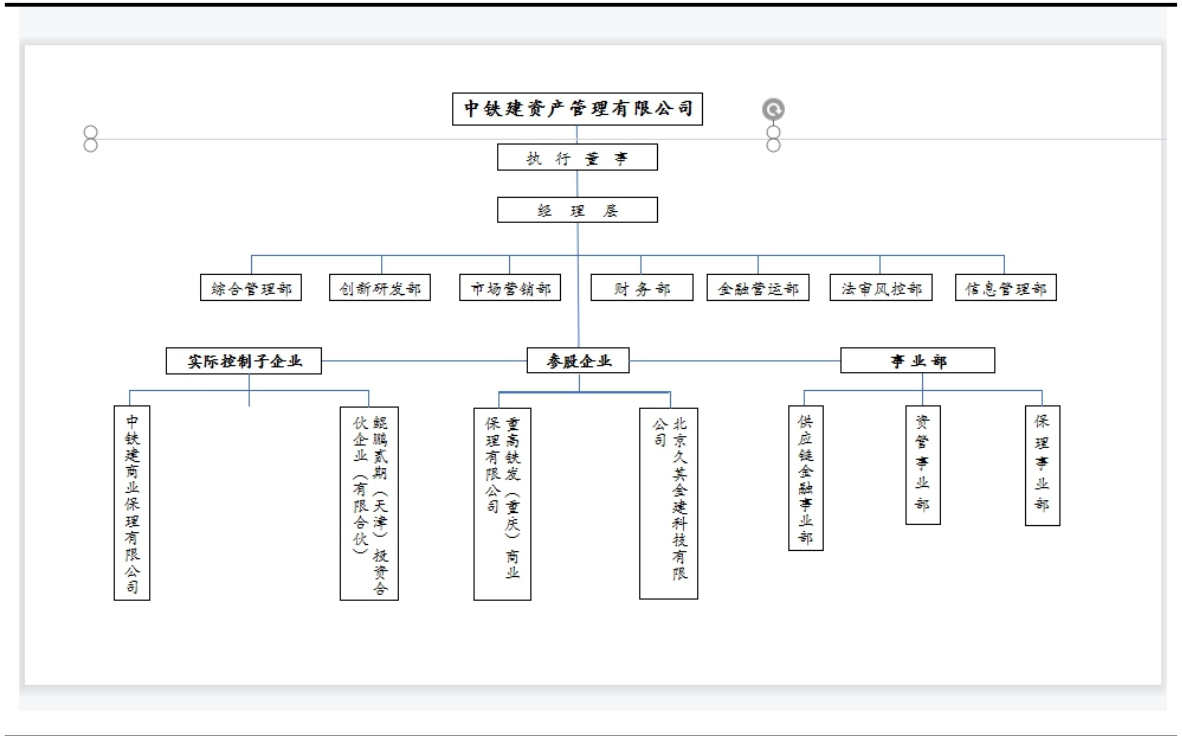 中铁建资产管理有限公司
执行董事
经理层
综合管理部
创新研发部
市场营销部
财务部
金融营运部
法审风控部
信息管理部
实际控制子企业
参股企业
事业部
中铁建商业保理有限公司
鲲鹏贰期（天津）投资合
伙企业（有限合伙）
重高铁发（重庆）商业
保理有限公司
北京久其金建科技有限
公司
供应链金融事业部
资管事业部
保理事业部